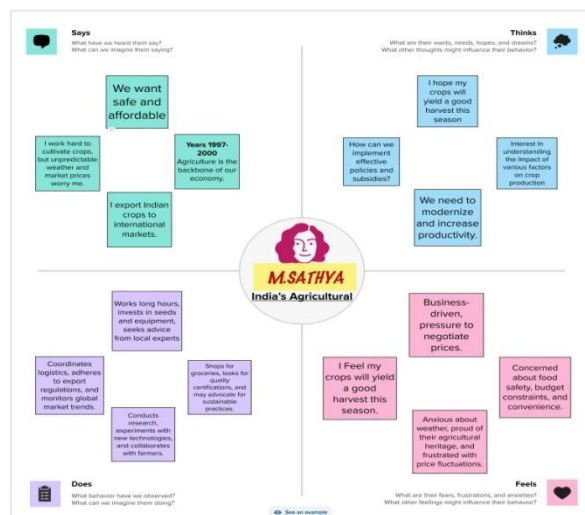 Says
What have we heard them say?
What can we imagine them saying?
We want
safe and
affordable
I work hard to
cultivate crops,
but unpredictable
weather and
market prices
worry me.
Years 1997-
2000
Agriculture is the
backbone of our
economy.
I export Indian
crops to
international
markets.
Thinks
What are their wants, needs, hopes, and dreams?
What other thoughts might influence their behavior?
I hope my
crops will
yield a good
harvest this
season
How can we
implement
effective
policies and
subsidies?
Interest in
understanding
the impact of
various factors
on crop
production
We need to
modernize
and increase
productivity.
M.SATHYA
India's Agricultural
Works long hours,
invests in seeds
and equipment,
seeks advice
from local experts
Coordinates
logistics, adheres
to export
regulations, and
monitors global
market trends.
Shops for
groceries, looks for
quality
certifications, and
may advocate for
sustainable
practices.
Conducts
research,
experiments with
new technologies,
and collaborates
with farmers.
Does
What behavior have we observed?
What can we imagine them doing?
Business-
driven,
pressure to
negotiate
prices.
I Feel my
crops will yield
a good
harvest this
season.
Concerned
about food
safety, budget
constraints, and
convenience.
Anxious about
weather, proud of
their agricultural
heritage, and
frustrated with
price fluctuations.
Feels
What are their fears, frustrations, and anxieties?
What other feelings might influence their behavior?
See an example